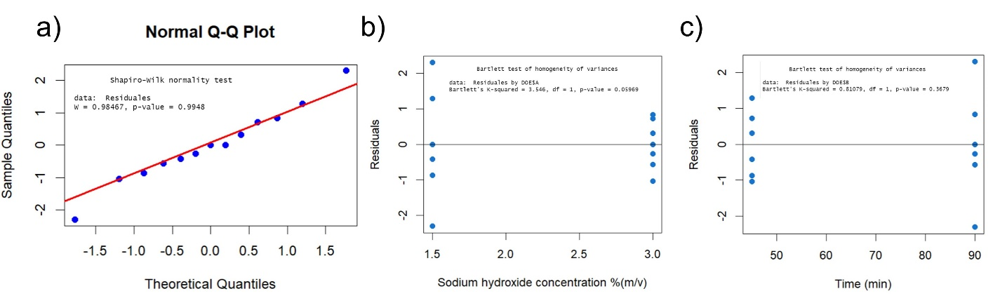 a)
Normal Q-Q Plot
Sample Quantiles
2
1
0
-1
-2
Shapiro-Wilk normality test
data: Residuales
W = 0.98467, p-value = 0.9948
-1.5 -1.0 -0.5 0.0 0.5 1.0 1.5
Theoretical Quantiles
b)
Residuals
2
1
0
-1
-2
Bartlett test of homogeneity of variances
data: Residuales by DOE$A
Bartlett's K-squared = 3.546, df = 1, p-value = 0.05969
1.5 2.0 2.5 3.0
Sodium hydroxide concentration %(m/v)
c)
Residuals
2
1
0
-1
-2
Bartlett test of homogeneity of variances
data: Residuales by DOE$B
Bartlett's K-squared = 0.81079, df = 1, p-value = 0.3679
50 60 70 80 90
Time (min)